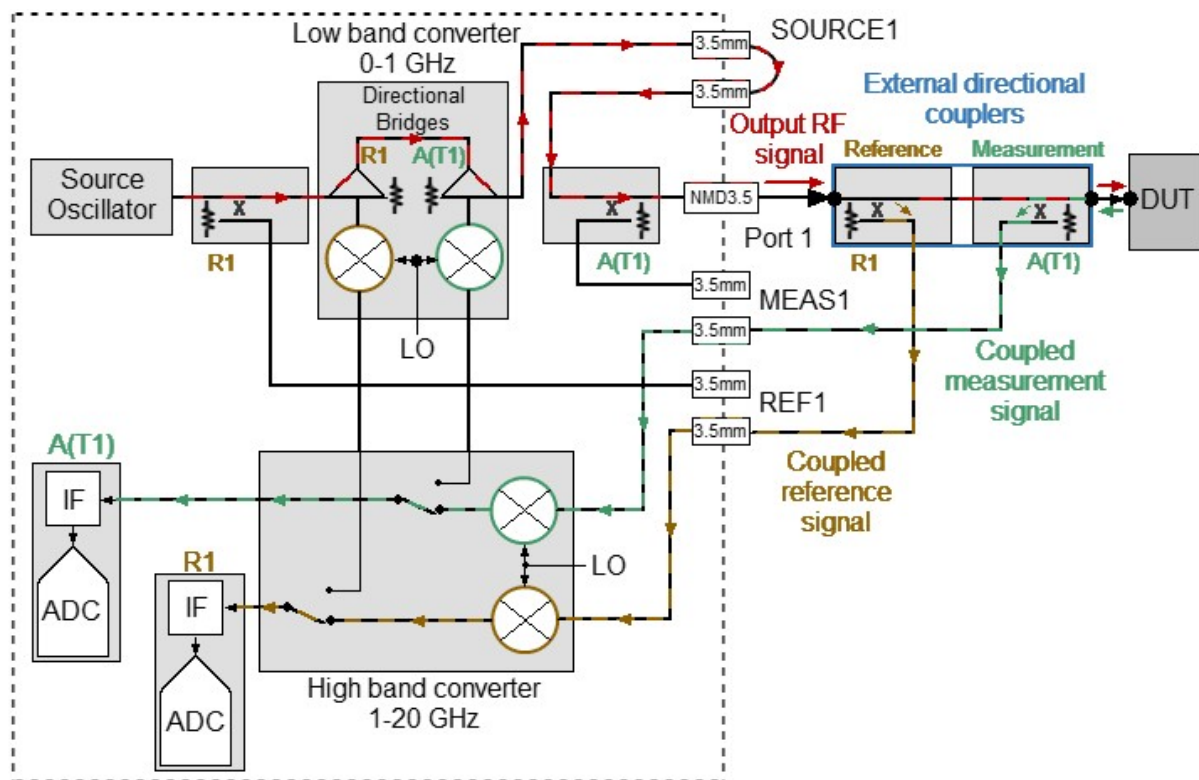 Low band converter
0-1 GHz
Directional
Bridges
R1
A(T1)
Source
Oscillator
X
R1
LO
3.5mm
SOURCE1
3.5mm
X
A(T1)
Output RF
signal
NMD3.5
Port 1
External directional
couplers
Reference
Measurement
X
R1
X
A(T1)
DUT
3.5mm
MEAS1
3.5mm
Coupled
measurement
signal
3.5mm
REF1
3.5mm
Coupled
reference
signal
A(T1)
IF
ADC
R1
IF
ADC
LO
High band converter
1-20 GHz